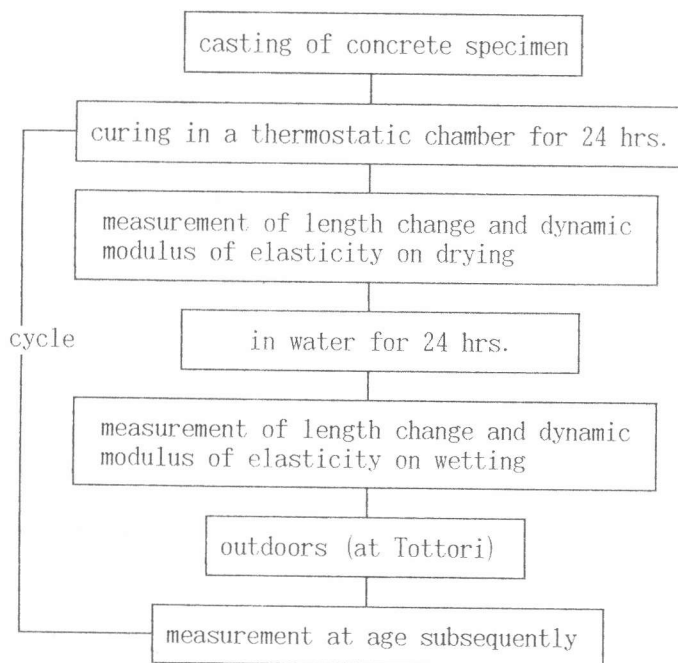 casting of concrete specimen
curing in a thermostatic chamber for 24 hrs.
measurement of length change and dynamic
modulus of elasticity on drying
cycle
in water for 24 hrs.
measurement of length change and dynamic
modulus of elasticity on wetting
outdoors (at Tottori)
measurement at age subsequently